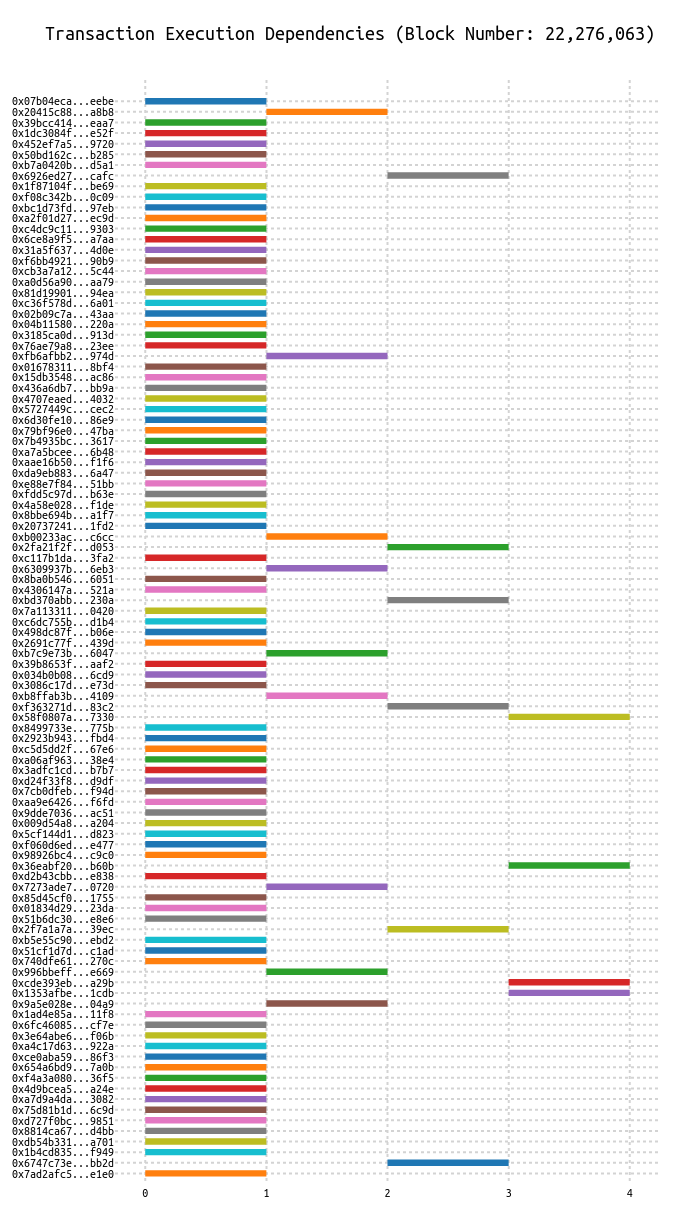 Transaction Execution Dependencies (Block Number: 22,276,063)
0x07b04eca...eebe
0x20415c88...a8b8
0x39bcc414...eaa7
0x1dc3084f...e52f
0x452ef7a5...9720
0x50bd162c...b285
0xb7a0420b...d5a1
0x6926ed27...cafc
0x1f87104f...be69
0xf08c342b...0c09
0xbc1d73fd...97eb
0xa2f01d27...ec9d
0xc4dc9c11...9303
0x6ce8a9f5...a7aa
0x31a5f637...4d0e
0xf6bb4921...90b9
0xcb3a7a12...5c44
0xa0d56a90...aa79
0x81d19901...94ea
0xc36f578d...6a01
0x02b09c7a...43aa
0x04b11580...220a
0x3185ca0d...913d
0x76ae79a8...23ee
0xfb6afbb2...974d
0x01678311...8bf4
0x15db3548...ac86
0x436a6db7...bb9a
0x4707eaed...4032
0x5727449c...cec2
0x6d30fe10...86e9
0x79bf96e0...47ba
0x7b4935bc...3617
0xa7a5bcee...6b48
0xaae16b50...f1f6
0xda9eb883...6a47
0xe88e7f84...51bb
0xfdd5c97d...b63e
0x4a58e028...f1de
0x8bbe694b...a1f7
0x20737241...1fd2
0xb00233ac...c6cc
0x2fa21f2f...d053
0xc117b1da...3fa2
0x6309937b...6eb3
0x8ba0b546...6051
0x4306147a...521a
0xbd370abb...230a
0x7a113311...0420
0xc6dc755b...d1b4
0x498dc87f...b06e
0x2691c77f...439d
0xb7c9e73b...6047
0x39b8653f...aaf2
0x034b0b08...6cd9
0x3086c17d...e73d
0xb8ffab3b...4109
0xf363271d...83c2
0x58f0807a...7330
0x8499733e...775b
0x2923b943...fbd4
0xc5d5dd2f...67e6
0xa06af963...38e4
0x3adfc1cd...b7b7
0xd24f33f8...d9df
0x7cb0dfeb...f94d
0xaa9e6426...f6fd
0x9dde7036...ac51
0x009d54a8...a204
0x5cf144d1...d823
0xf060d6ed...e477
0x98926bc4...c9c0
0x36eabf20...b60b
0xd2b43cbb...e838
0x7273ade7...0720
0x85d45cf0...1755
0x01834d29...23da
0x51b6dc30...e8e6
0x2f7a1a7a...39ec
0xb5e55c90...ebd2
0x51cf1d7d...c1ad
0x740dfe61...270c
0x996bbeff...e669
0xcde393eb...a29b
0x1353afbe...1cdb
0x9a5e028e...04a9
0x1ad4e85a...11f8
0x6fc46085...cf7e
0x3e64abe6...f06b
0xa4c17d63...922a
0xce0aba59...86f3
0x654a6bd9...7a0b
0xf4a3a080...36f5
0x4d9bcea5...a24e
0xa7d9a4da...3082
0x75d81b1d...6c9d
0xd727f0bc...9851
0x8814ca67...d4bb
0xdb54b331...a701
0x1b4cd835...f949
0x6747c73e...bb2d
0x7ad2afc5...e1e0
0 1 2 3 4